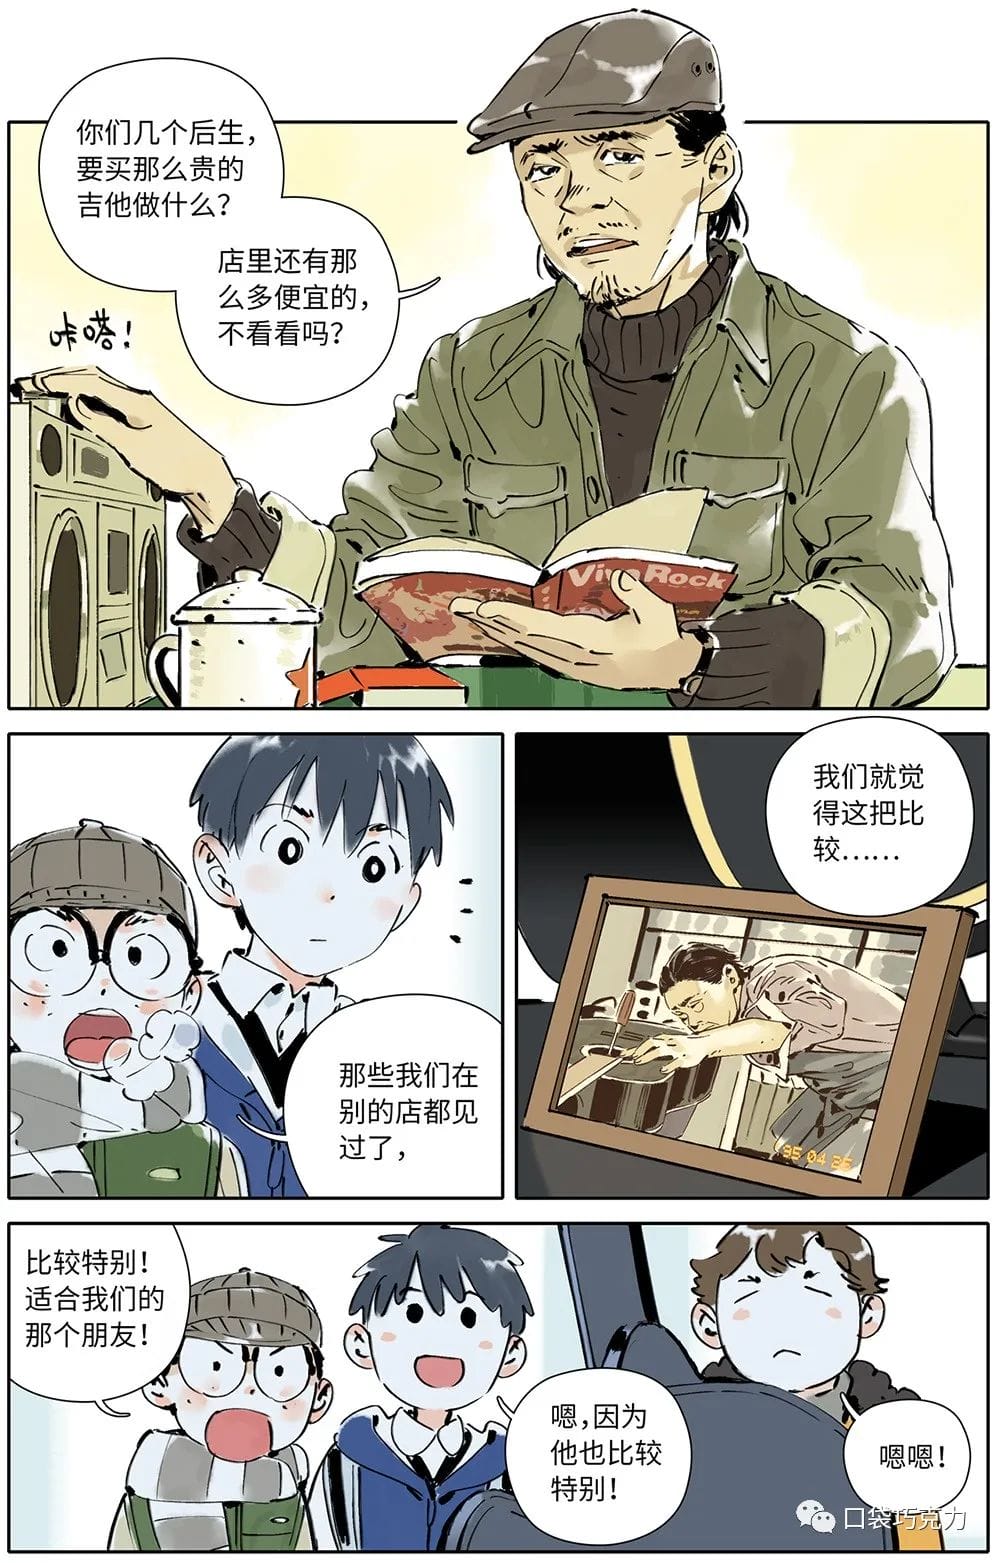 你们几个后生，
要买那么贵的
吉他做什么？
店里还有那
么多便宜的，
不看看吗？
咔嗒！
Viva Rock
那些我们在
别的店都见
过了，
我们就觉
得这把比
较……
'95 04 25
比较特别！
适合我们的
那个朋友！
嗯，因为
他也比较
特别！
嗯嗯！
口袋巧克力